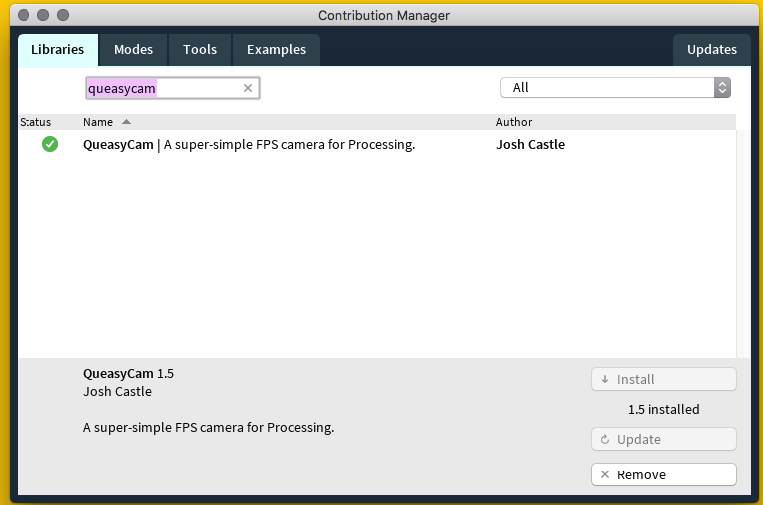 Contribution Manager
Libraries Modes Tools Examples Updates
queasycam All
Status Name Author
QueasyCam | A super-simple FPS camera for Processing. Josh Castle
QueasyCam 1.5
Josh Castle
A super-simple FPS camera for Processing.
Install
1.5 installed
Update
Remove